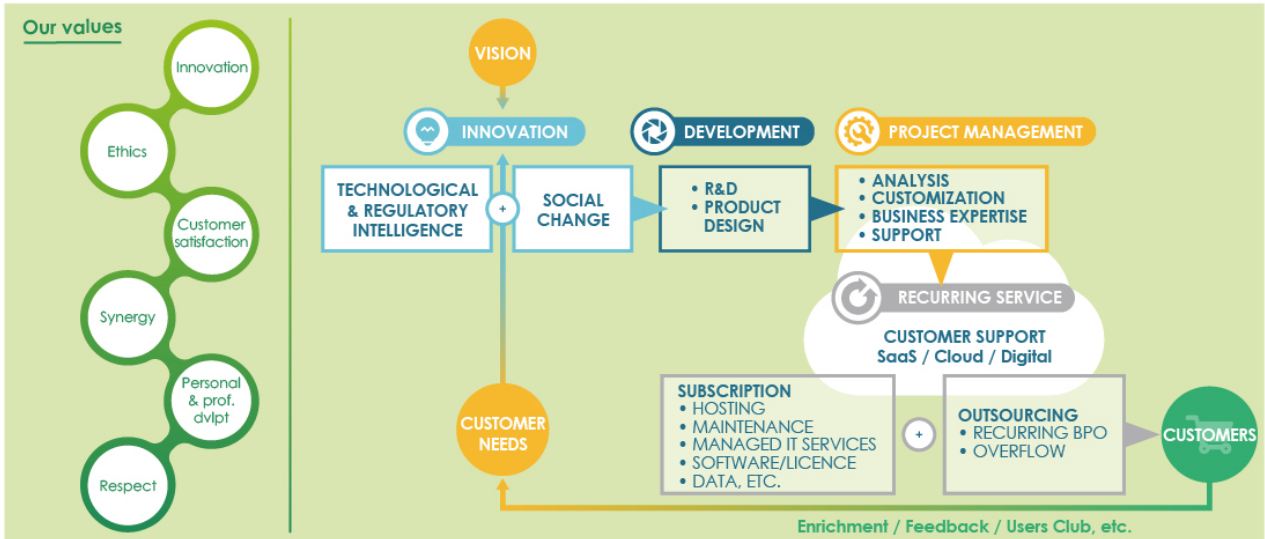 Our values
Innovation
Ethics
Customer
satisfaction
Synergy
Personal
& prof.
dvlpt
Respect
VISION
INNOVATION
TECHNOLOGICAL
& REGULATORY
INTELLIGENCE
+
SOCIAL
CHANGE
DEVELOPMENT
• R&D
• PRODUCT
DESIGN
PROJECT MANAGEMENT
• ANALYSIS
• CUSTOMIZATION
• BUSINESS EXPERTISE
• SUPPORT
RECURRING SERVICE
CUSTOMER SUPPORT
SaaS / Cloud / Digital
SUBSCRIPTION
• HOSTING
• MAINTENANCE
• MANAGED IT SERVICES
• SOFTWARE/LICENCE
• DATA, ETC.
+
OUTSOURCING
• RECURRING BPO
• OVERFLOW
CUSTOMERS
CUSTOMER
NEEDS
Enrichment / Feedback / Users Club, etc.